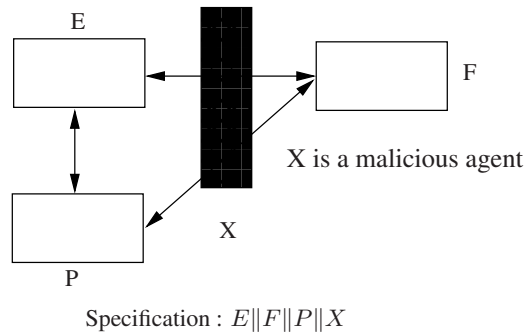 E
F
X is a malicious agent
X
P
Specification : E||F||P||X